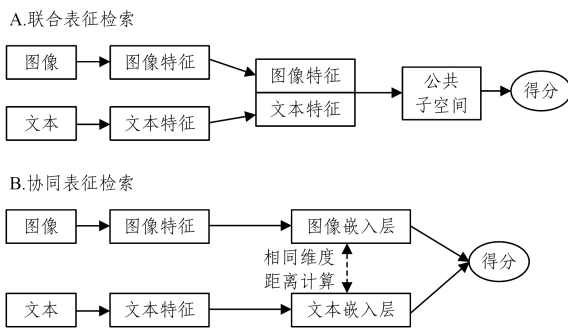 A.联合表征检索
图像
图像特征
文本
文本特征
图像特征
文本特征
公共
子空间
得分
B.协同表征检索
图像
图像特征
图像嵌入层
相同维度
距离计算
文本
文本特征
文本嵌入层
得分